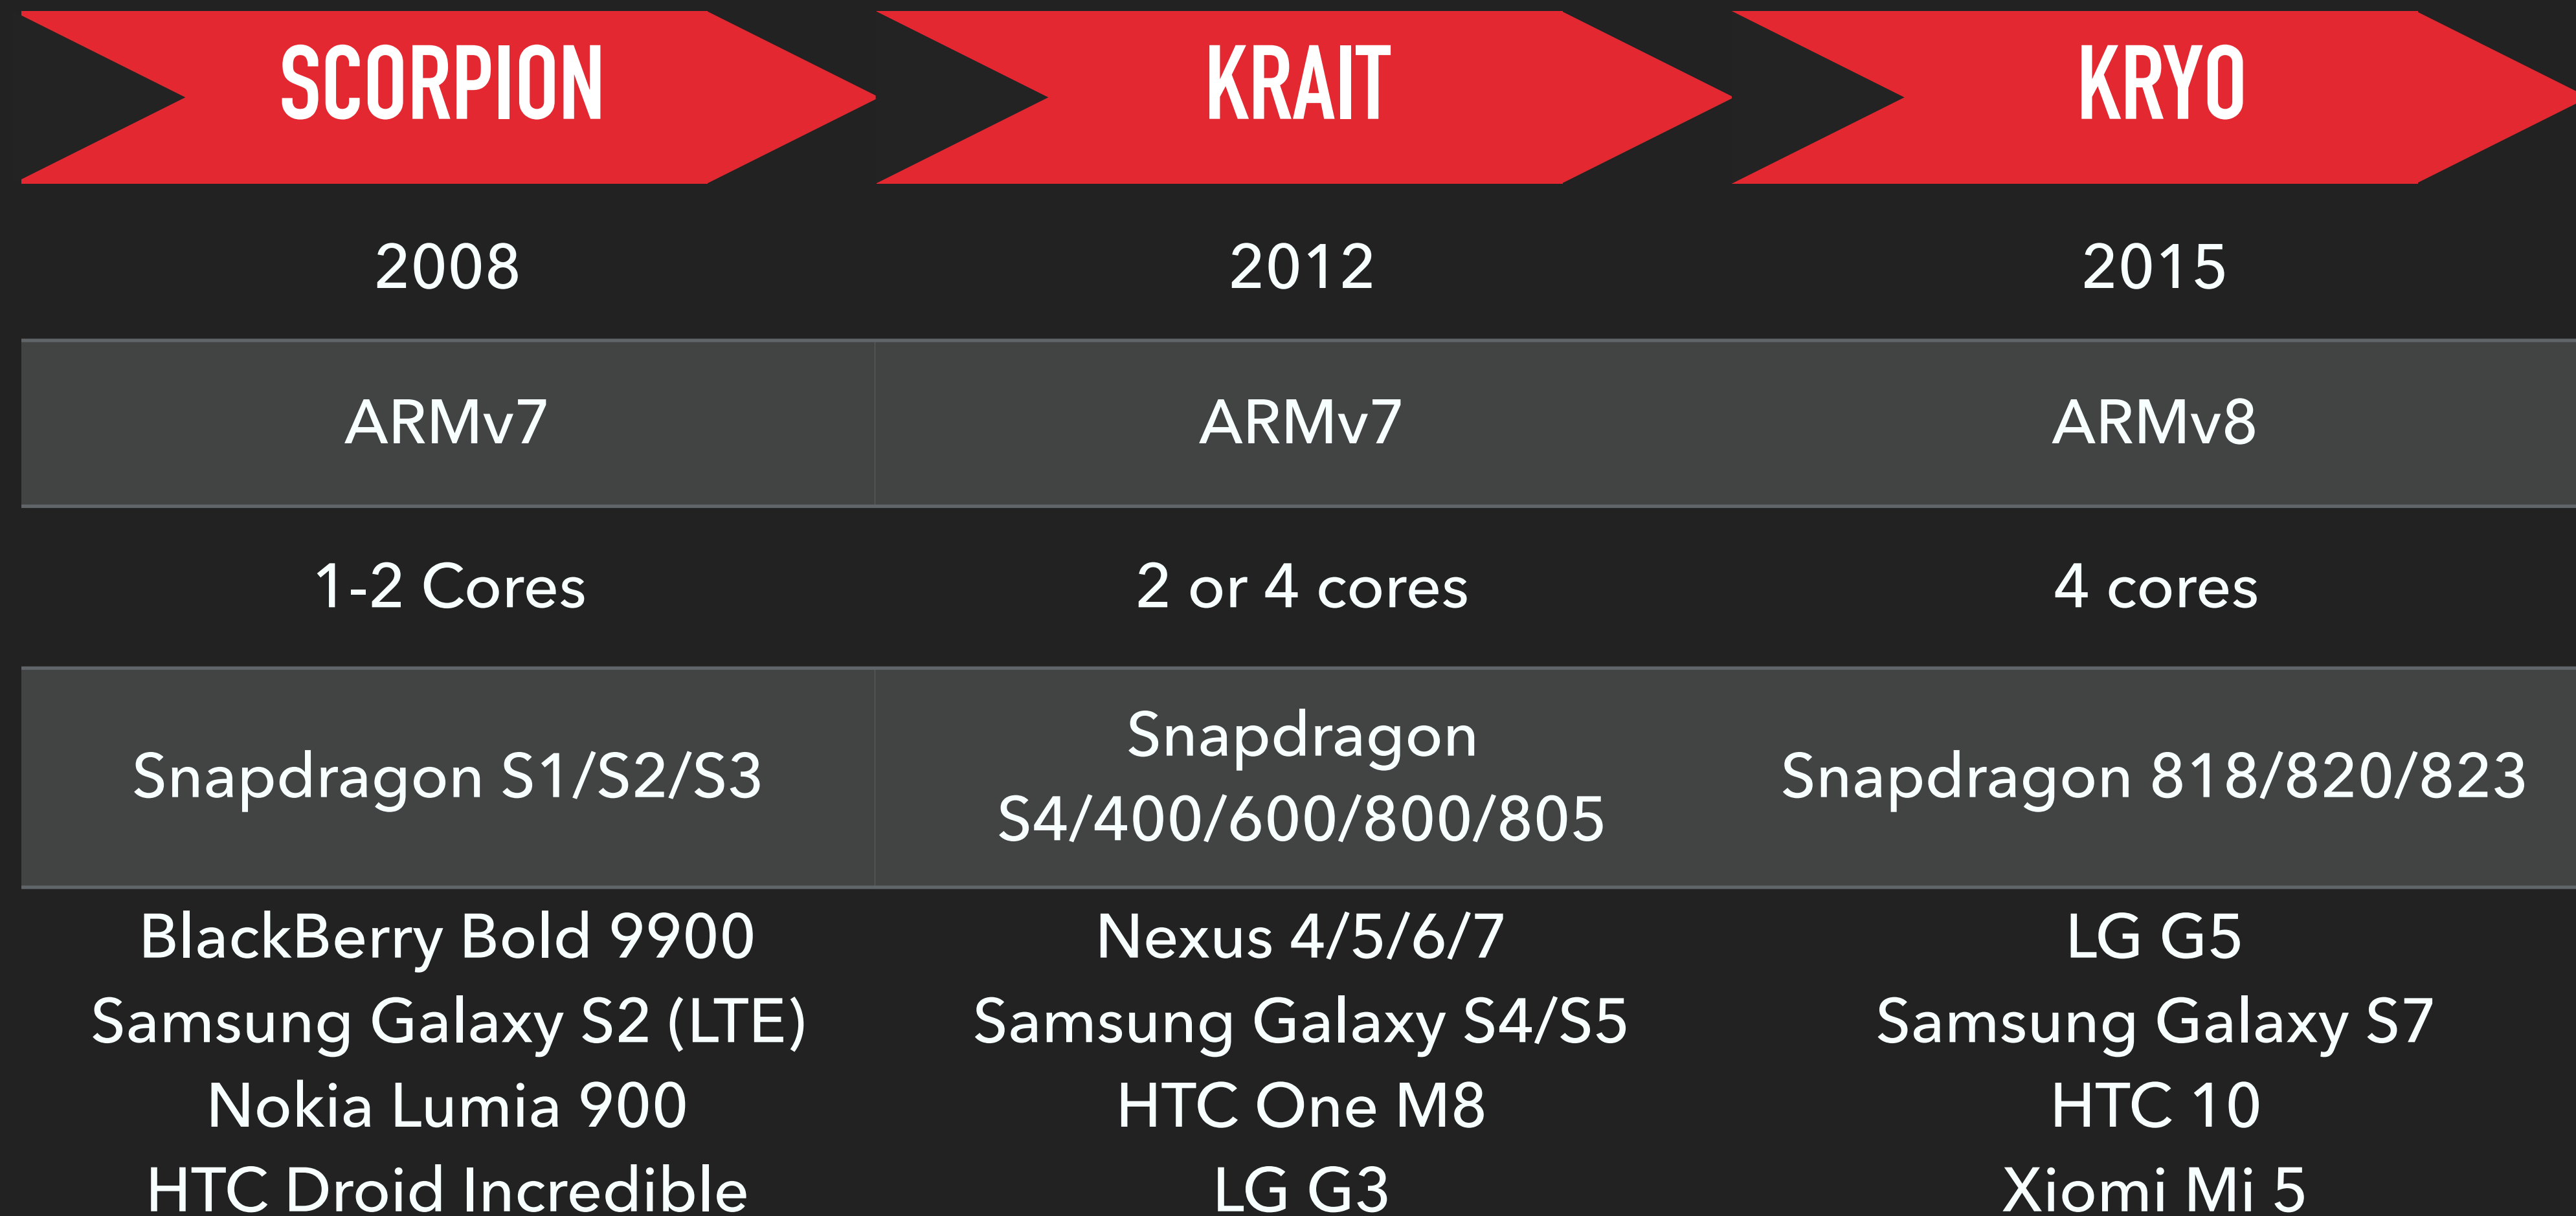 SCORPION
KRAIT
KRYO
2008
2012
2015
ARMv7
ARMv7
ARMv8
1-2 Cores
2 or 4 cores
4 cores
Snapdragon S1/S2/S3
Snapdragon
S4/400/600/800/805
Snapdragon 818/820/823
BlackBerry Bold 9900
Samsung Galaxy S2 (LTE)
Nokia Lumia 900
HTC Droid Incredible
Nexus 4/5/6/7
Samsung Galaxy S4/S5
HTC One M8
LG G3
LG G5
Samsung Galaxy S7
HTC 10
Xiomi Mi 5